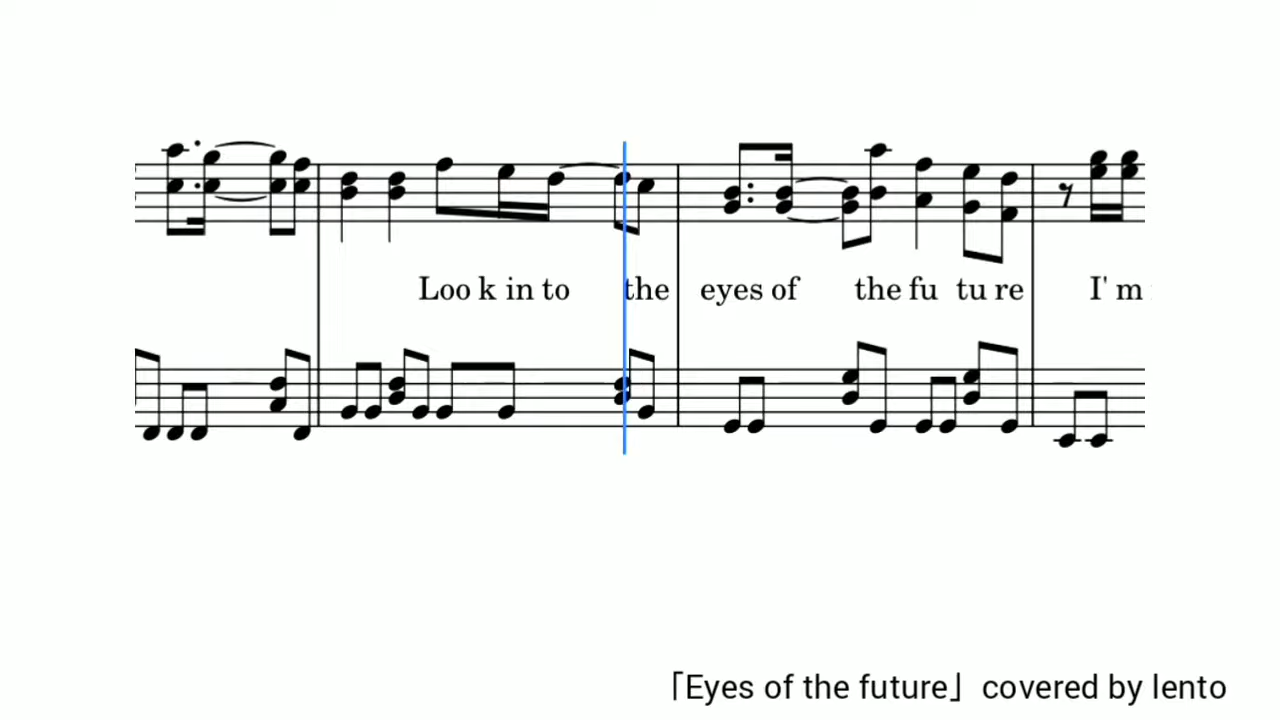 Loo k in to the eyes of the fu tu re I' m
「Eyes of the future」 covered by lento